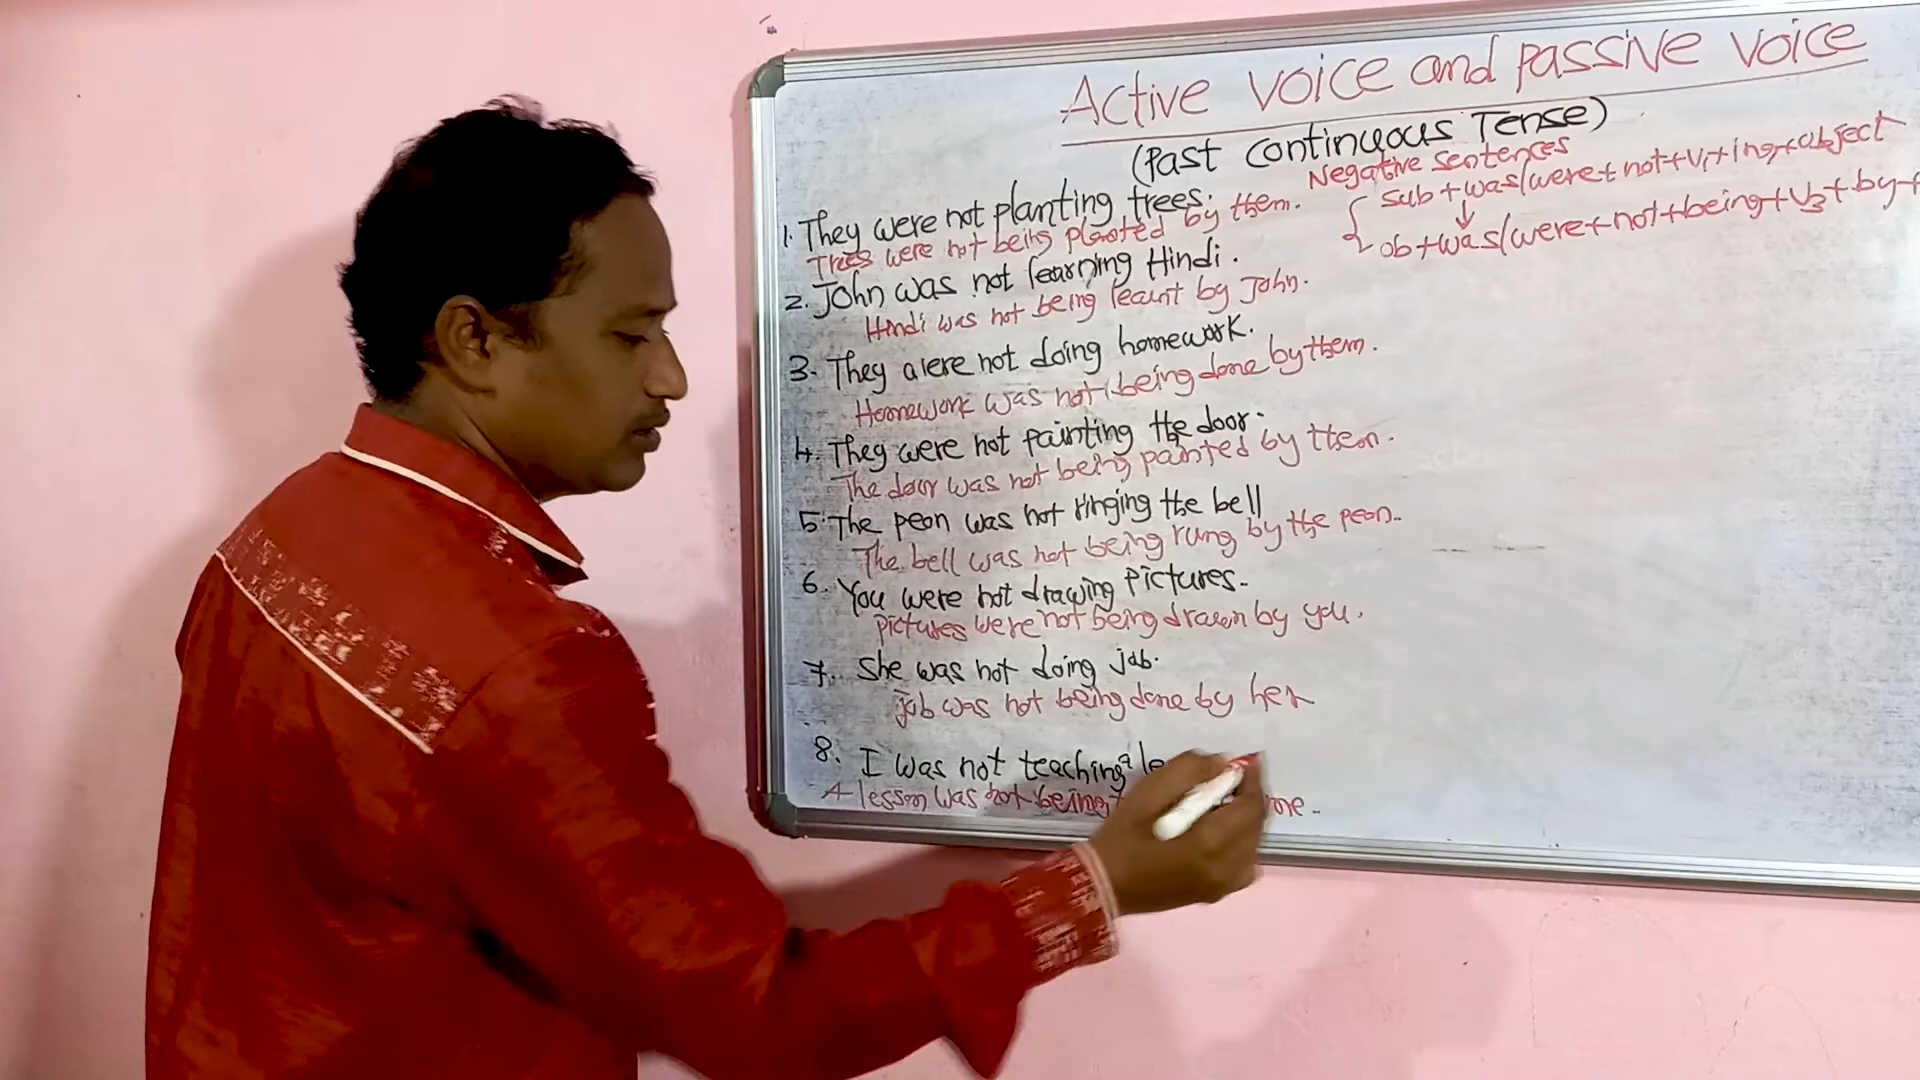 Active voice and passive voice
(Past Continuous Tense)
Negative sentences
Sub+was/were+not+V1+ing+object
ob+was/were+not+being+V3+by+
1. They were not planting trees.
Trees were not being planted by them.
2. John was not learning Hindi.
Hindi was not being learnt by John.
3. They were not doing homework.
Homework was not being done by them.
4. They were not painting the door.
The door was not being painted by them.
5. The peon was not ringing the bell
The bell was not being rung by the peon.
6. You were not drawing pictures.
pictures were not being drawn by you.
7. She was not doing job.
job was not being done by her
8. I was not teaching a le
A lesson was not being me.